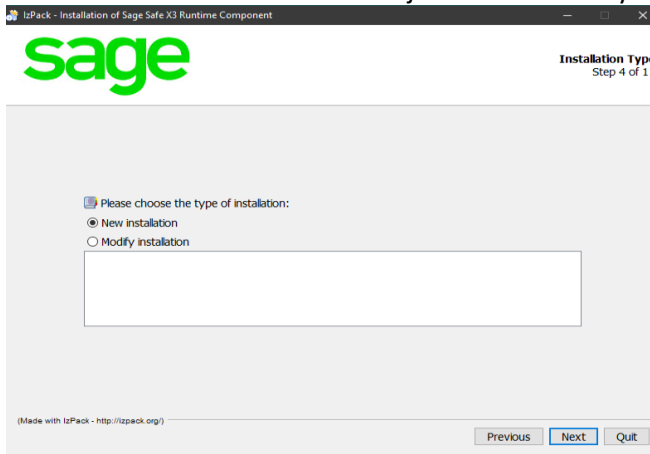 IzPack - Installation of Sage Safe X3 Runtime Component
sage
Installation Type
Step 4 of 1
Please choose the type of installation:
New installation
Modify installation
(Made with IzPack - http://izpack.org/)
Previous Next Quit